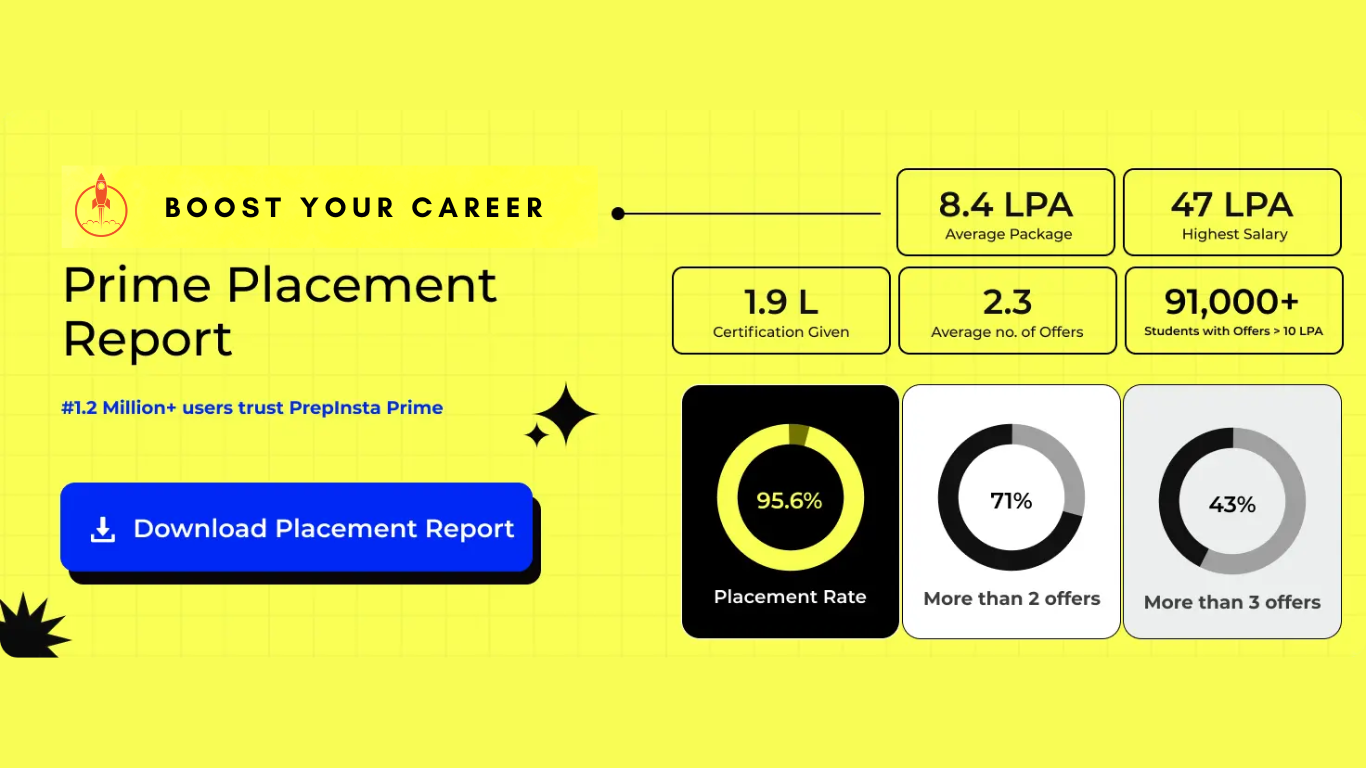 BOOST YOUR CAREER
Prime Placement
Report
#1.2 Million+ users trust PrepInsta Prime
Download Placement Report
8.4 LPA
Average Package
47 LPA
Highest Salary
1.9 L
Certification Given
2.3
Average no. of Offers
91,000+
Students with Offers > 10 LPA
95.6%
Placement Rate
71%
More than 2 offers
43%
More than 3 offers